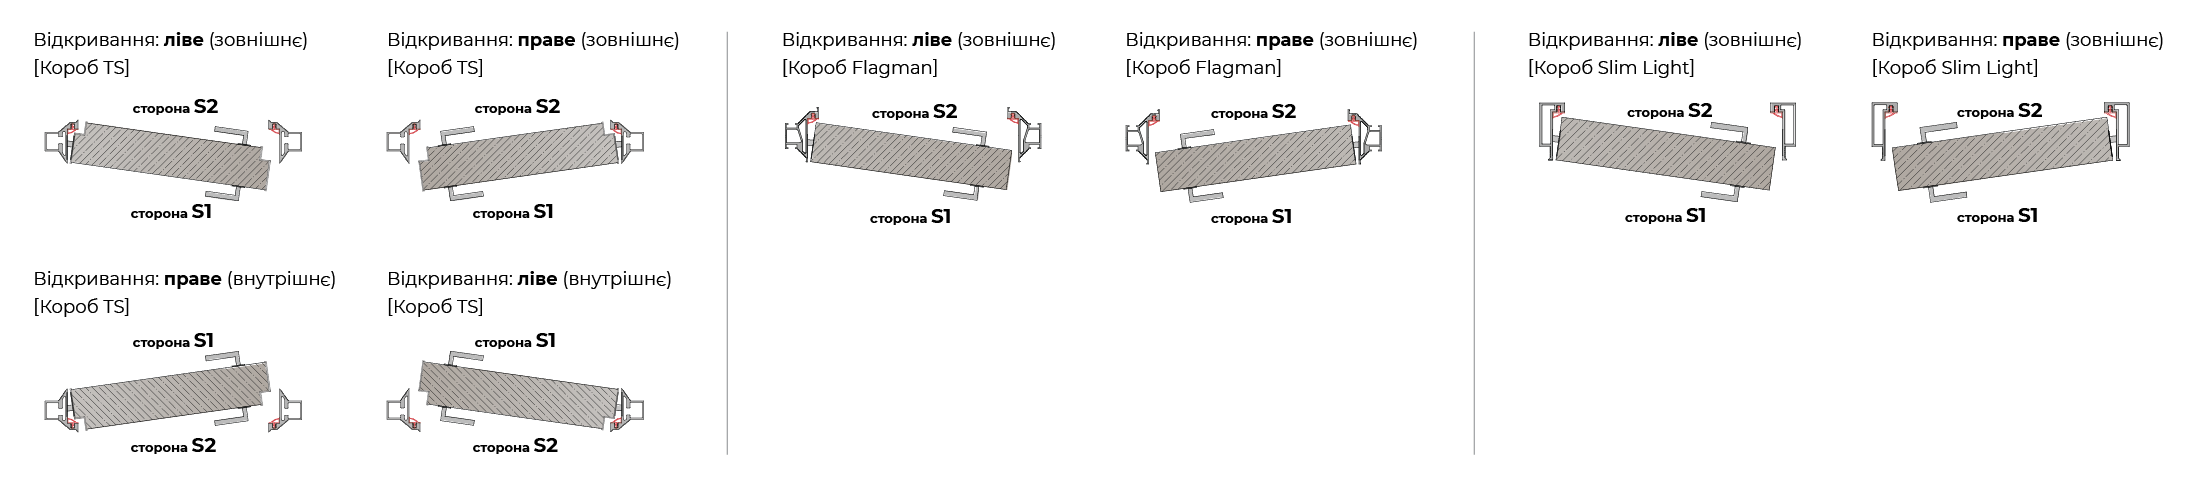 Відкривання: ліве (зовнішнє)
[Короб TS]
сторона S2
сторона S1
Відкривання: праве (зовнішнє)
[Короб TS]
сторона S2
сторона S1
Відкривання: праве (внутрішнє)
[Короб TS]
сторона S1
сторона S2
Відкривання: ліве (внутрішнє)
[Короб TS]
сторона S1
сторона S2
Відкривання: ліве (зовнішнє)
[Короб Flagman]
сторона S2
сторона S1
Відкривання: праве (зовнішнє)
[Короб Flagman]
сторона S2
сторона S1
Відкривання: ліве (зовнішнє)
[Короб Slim Light]
сторона S2
сторона S1
Відкривання: праве (зовнішнє)
[Короб Slim Light]
сторона S2
сторона S1